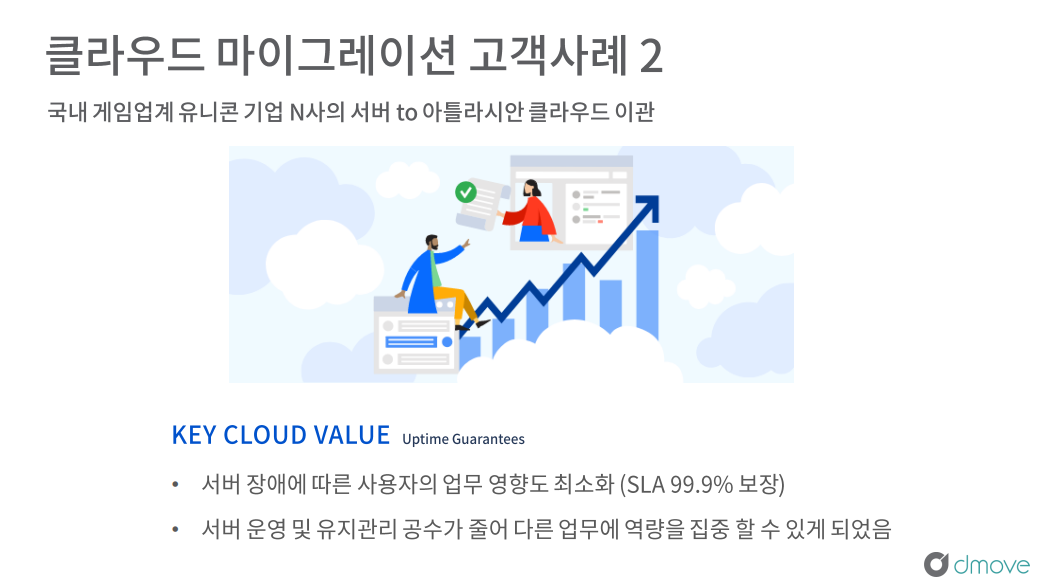 클라우드 마이그레이션 고객사례 2
국내 게임업계 유니콘 기업 N사의 서버 to 아틀라시안 클라우드 이관
KEY CLOUD VALUE Uptime Guarantees
• 서버 장애에 따른 사용자의 업무 영향도 최소화 (SLA 99.9% 보장)
• 서버 운영 및 유지관리 공수가 줄어 다른 업무에 역량을 집중 할 수 있게 되었음
dmove